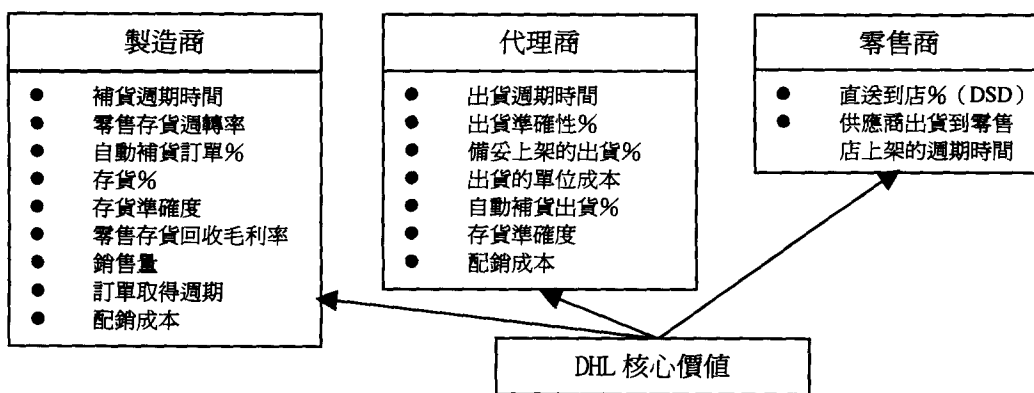 製造商
● 補貨週期時間
● 零售存貨週轉率
● 自動補貨訂單%
● 存貨%
● 存貨準確度
● 零售存貨回收毛利率
● 銷售量
● 訂單取得週期
● 配銷成本
代理商
● 出貨週期時間
● 出貨準確性%
● 備妥上架的出貨%
● 出貨的單位成本
● 自動補貨出貨%
● 存貨準確度
● 配銷成本
零售商
● 直送到店%（DSD）
● 供應商出貨到零售
店上架的週期時間
DHL 核心價值